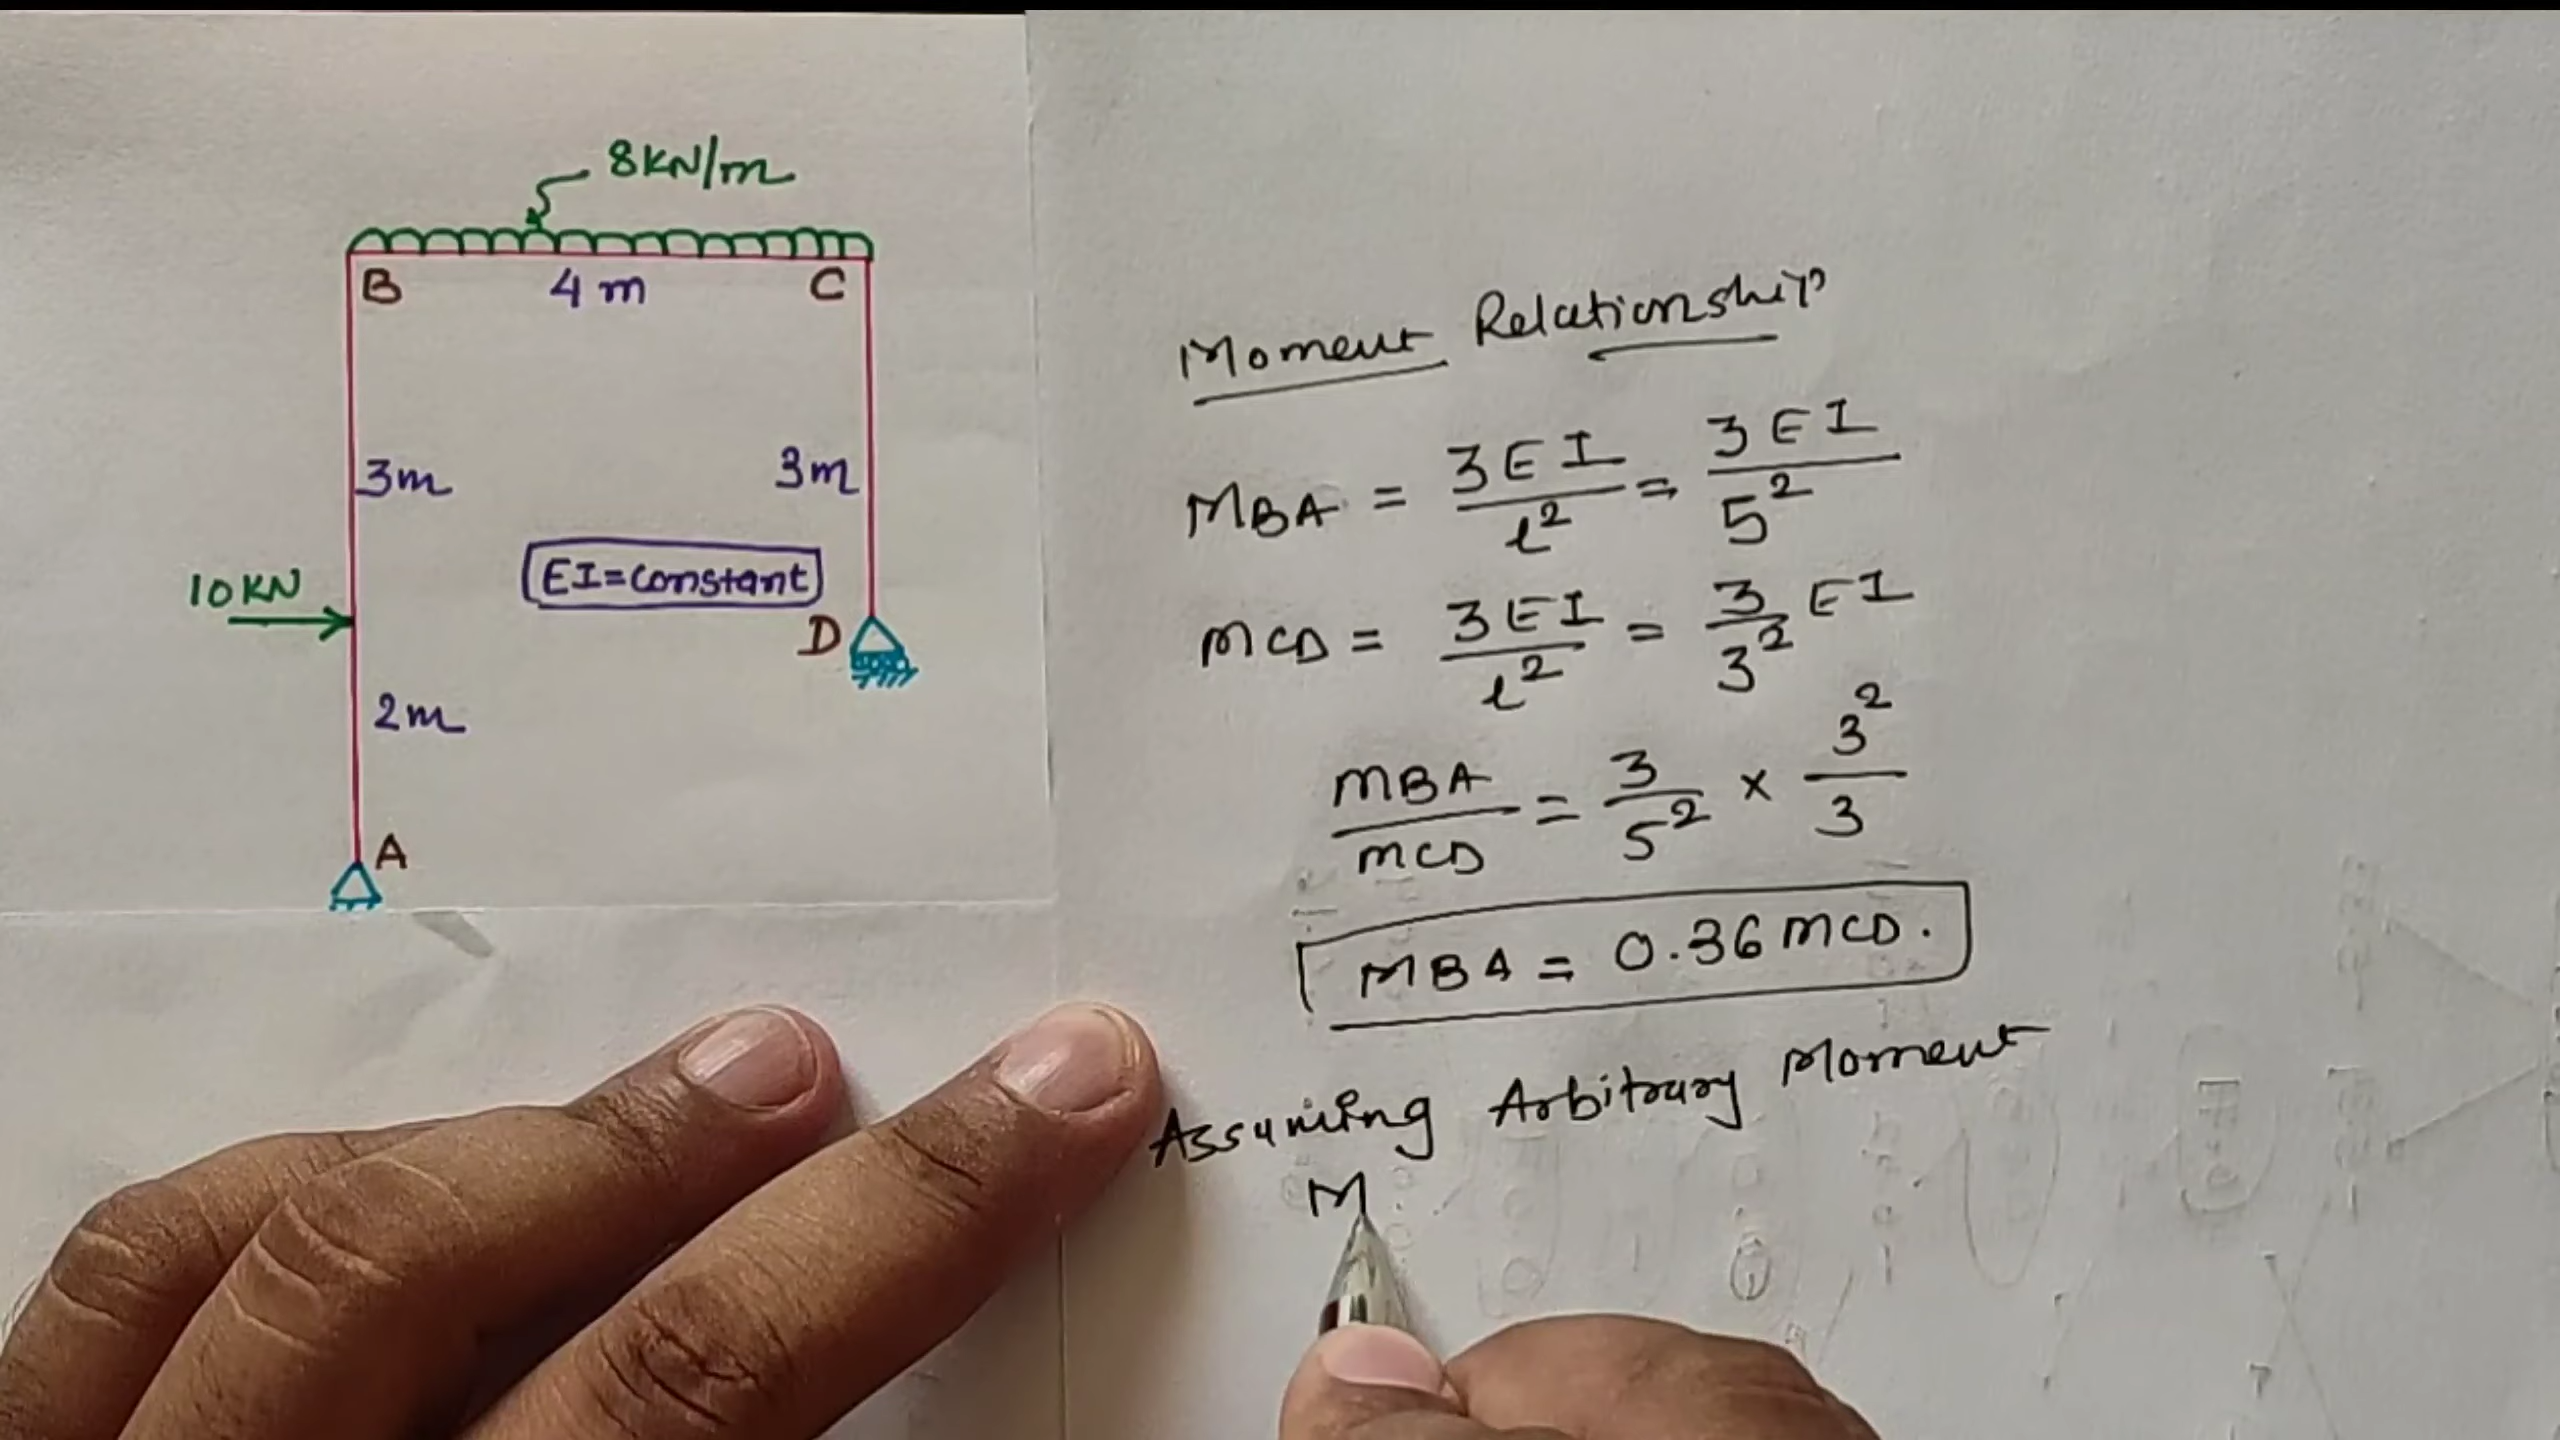 8KN/m
B 4 m C
3m
3m
EI=constant
10KN
D
2m
A
Moment Relationship
MBA = 3EI/l² = 3EI/5²
MCD = 3EI/l² = 3/3² EI
MBA/MCD = 3/5² × 3²/3
MBA = 0.36 MCD.
Assuming Arbitrary Moment
M